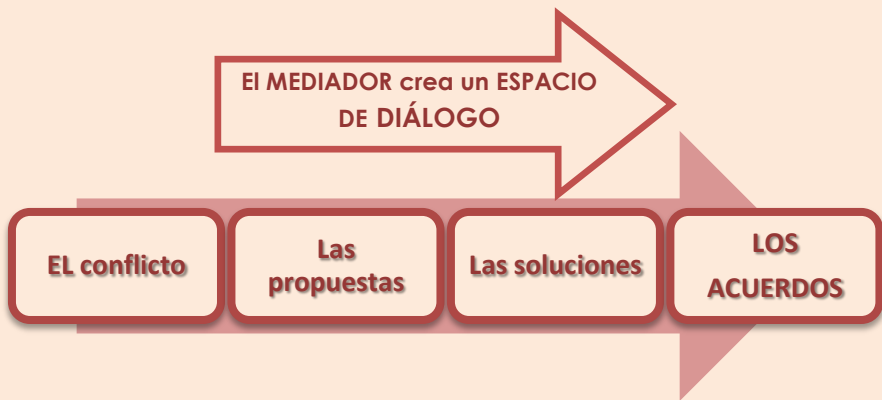 El MEDIADOR crea un ESPACIO
DE DIÁLOGO
EL conflicto
Las
propuestas
Las soluciones
LOS
ACUERDOS